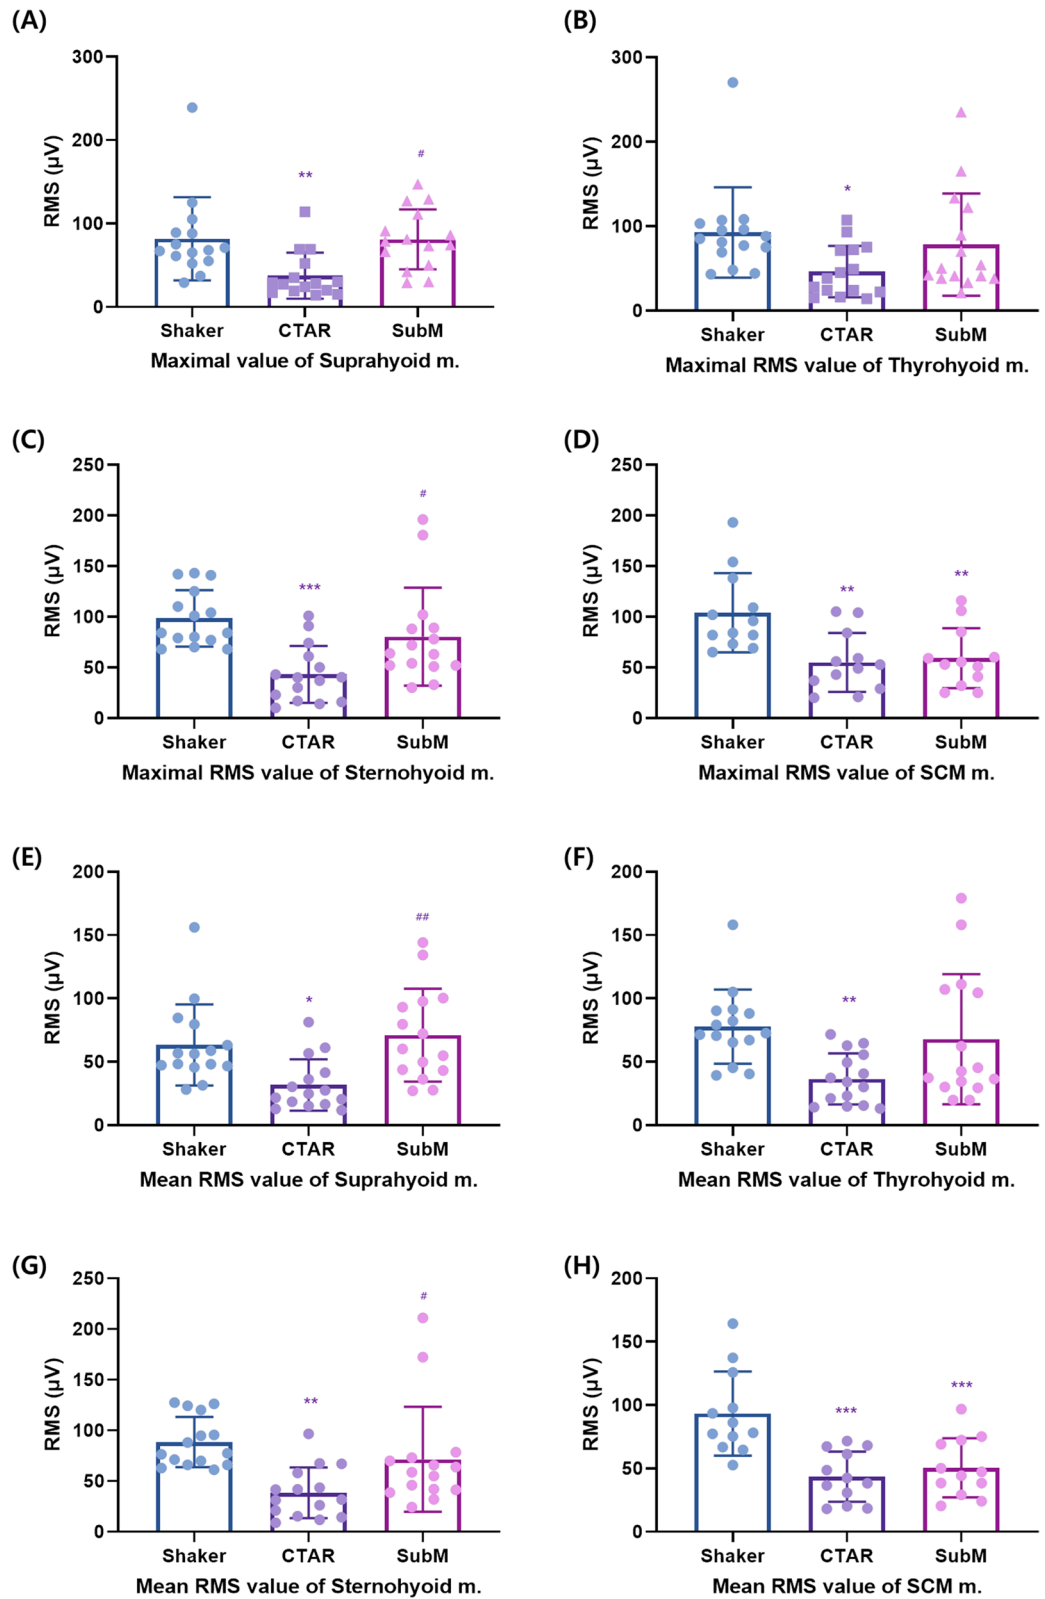 (A)
(B)
300
200
100
0
RMS (µV)
**
#
Shaker CTAR SubM
Maximal value of Suprahyoid m.
300
200
100
0
RMS (µV)
*
Shaker CTAR SubM
Maximal RMS value of Thyrohyoid m.
(C)
(D)
250
200
150
100
50
0
RMS (µV)
***
#
Shaker CTAR SubM
Maximal RMS value of Sternohyoid m.
250
200
150
100
50
0
RMS (µV)
**
**
Shaker CTAR SubM
Maximal RMS value of SCM m.
(E)
(F)
200
150
100
50
0
RMS (µV)
*
##
Shaker CTAR SubM
Mean RMS value of Suprahyoid m.
200
150
100
50
0
RMS (µV)
**
Shaker CTAR SubM
Mean RMS value of Thyrohyoid m.
(G)
(H)
250
200
150
100
50
0
RMS (µV)
**
#
Shaker CTAR SubM
Mean RMS value of Sternohyoid m.
200
150
100
50
0
RMS (µV)
***
***
Shaker CTAR SubM
Mean RMS value of SCM m.